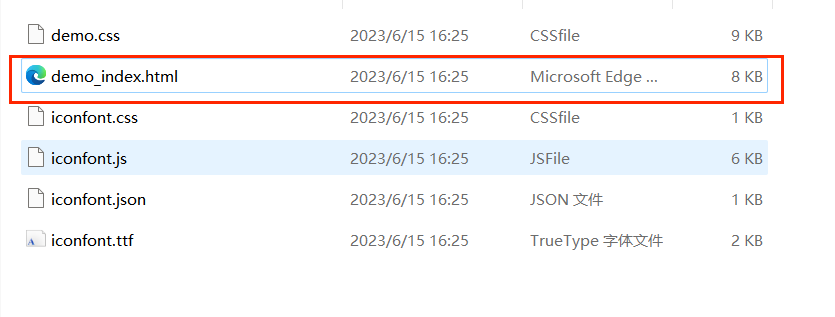 demo.css 2023/6/15 16:25 CSSfile 9 KB
demo_index.html 2023/6/15 16:25 Microsoft Edge ... 8 KB
iconfont.css 2023/6/15 16:25 CSSfile 1 KB
iconfont.js 2023/6/15 16:25 JSFile 6 KB
iconfont.json 2023/6/15 16:25 JSON 文件 1 KB
iconfont.ttf 2023/6/15 16:25 TrueType 字体文件 2 KB